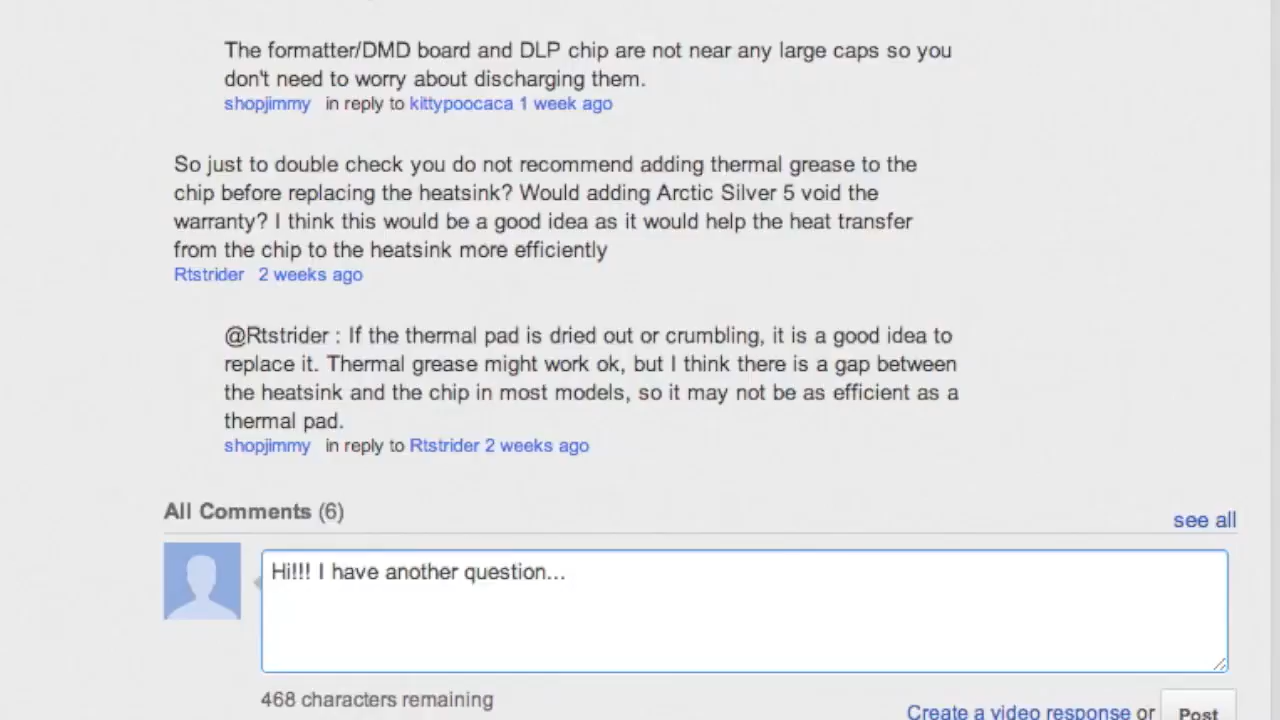 The formatter/DMD board and DLP chip are not near any large caps so you
don't need to worry about discharging them.
shopjimmy in reply to kittypoocaca 1 week ago
So just to double check you do not recommend adding thermal grease to the
chip before replacing the heatsink? Would adding Arctic Silver 5 void the
warranty? I think this would be a good idea as it would help the heat transfer
from the chip to the heatsink more efficiently
Rtstrider 2 weeks ago
@Rtstrider : If the thermal pad is dried out or crumbling, it is a good idea to
replace it. Thermal grease might work ok, but I think there is a gap between
the heatsink and the chip in most models, so it may not be as efficient as a
thermal pad.
shopjimmy in reply to Rtstrider 2 weeks ago
All Comments (6)
see all
Hi!!! I have another question...
468 characters remaining
Create a video response or Post